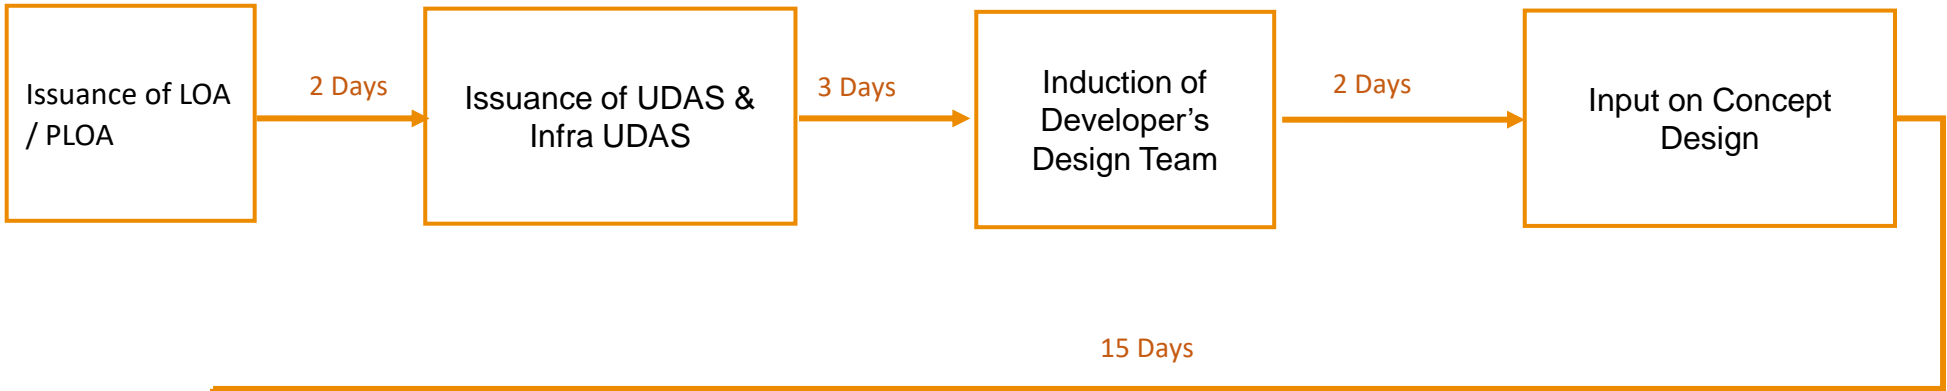 Issuance of LOA
/ PLOA
2 Days
Issuance of UDAS &
Infra UDAS
3 Days
Induction of
Developer’s
Design Team
2 Days
Input on Concept
Design
15 Days